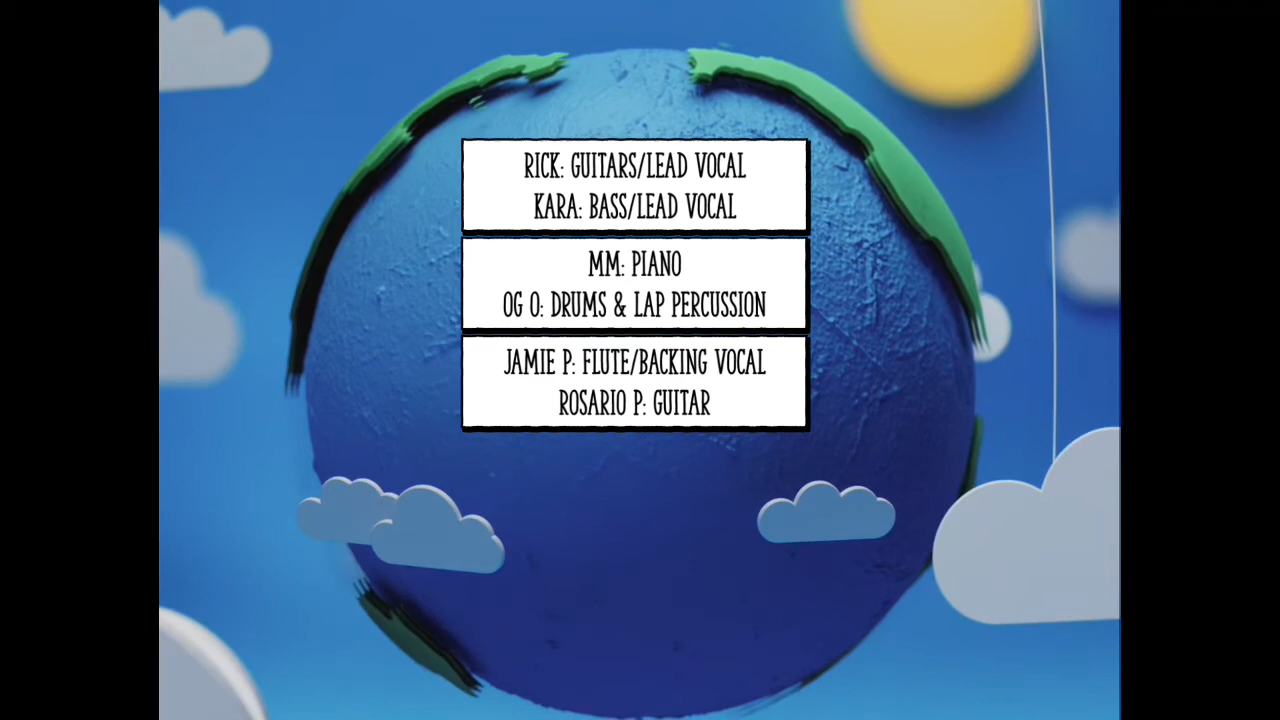 RICK: GUITARS/LEAD VOCAL
KARA: BASS/LEAD VOCAL
MM: PIANO
OG O: DRUMS & LAP PERCUSSION
JAMIE P: FLUTE/BACKING VOCAL
ROSARIO P: GUITAR